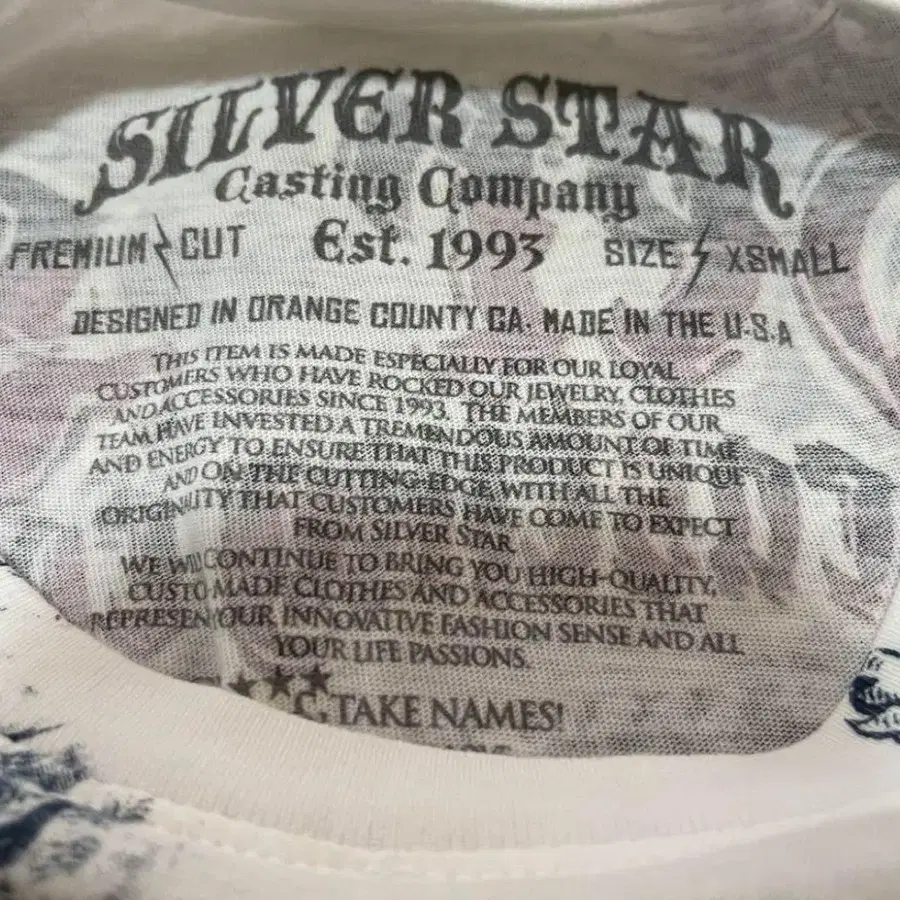 SILVER STAR
Casting Company
PREMIUM CUT Est. 1993 SIZE XSMALL
DESIGNED IN ORANGE COUNTY CA. MADE IN THE U.S.A
THIS ITEM IS MADE ESPECIALLY FOR OUR LOYAL
CUSTOMERS WHO HAVE ROCKED OUR JEWELRY, CLOTHES
AND ACCESSORIES SINCE 1993. THE MEMBERS OF OUR
TEAM HAVE INVESTED A TREMENDOUS AMOUNT OF TIME
AND ENERGY TO ENSURE THAT THIS PRODUCT IS UNIQUE
AND ON THE CUTTING-EDGE WITH ALL THE
ORIGINALITY THAT CUSTOMERS HAVE COME TO EXPECT
FROM SILVER STAR
WE CONTINUE TO BRING YOU HIGH-QUALITY,
MADE CLOTHES AND ACCESSORIES THAT
OUR INNOVATIVE FASHION SENSE AND ALL
YOUR LIFE PASSIONS.
TAKE NAMES!